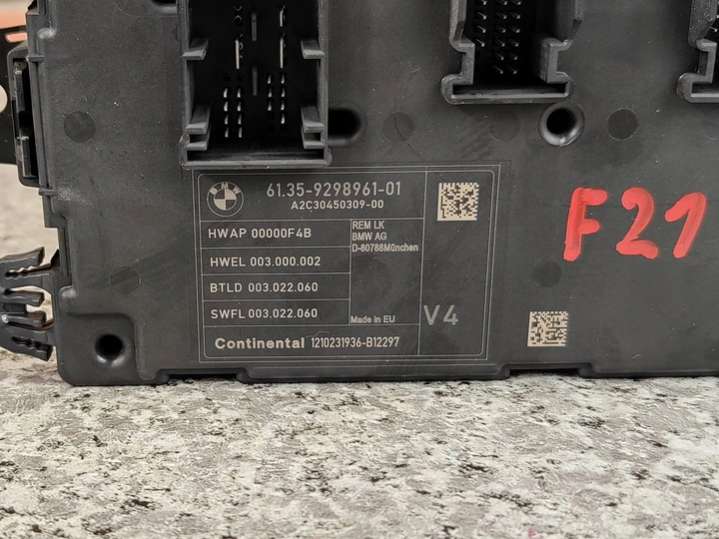 61.35-9298961-01
A2C30450309-00
HWAP 00000F4B
HWEL 003.000.002
BTLD 003.022.060
SWFL 003.022.060
REM LK
BMW AG
D-80788München
Made in EU
V4
Continental 1210231936-B12297
F21